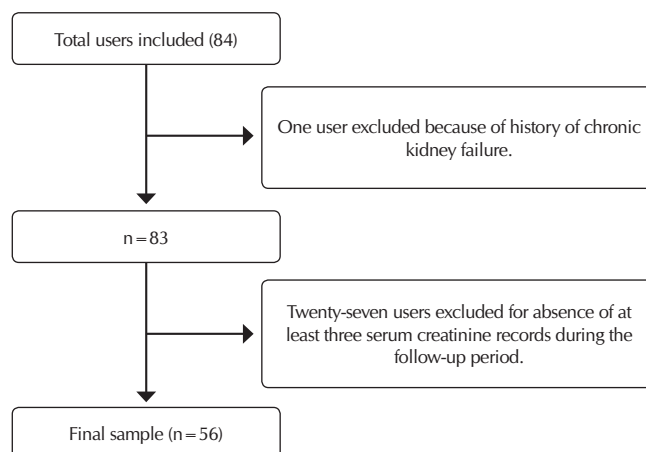 Total users included (84)
One user excluded because of history of chronic
kidney failure.
n=83
Twenty-seven users excluded for absence of at
least three serum creatinine records during the
follow-up period.
Final sample (n=56)